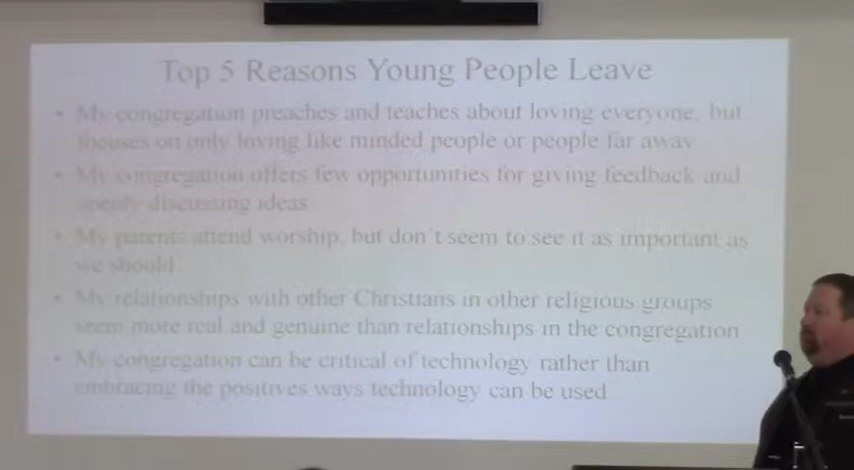 Top 5 Reasons Young People Leave
• My congregation preaches and teaches about loving everyone, but
focuses on only loving like minded people or people far away
• My congregation offers few opportunities for giving feedback and
openly discussing ideas
• My parents attend worship, but don't seem to see it as important as
we should
• My relationships with other Christians in other religious groups
seem more real and genuine than relationships in the congregation
• My congregation can be critical of technology rather than
embracing the positives ways technology can be used